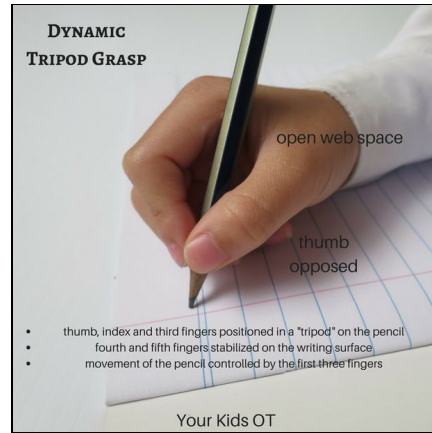 Dynamic
Tripod Grasp
open web space
thumb
opposed
• thumb, index and third fingers positioned in a "tripod" on the pencil
• fourth and fifth fingers stabilized on the writing surface
• movement of the pencil controlled by the first three fingers
Your Kids OT